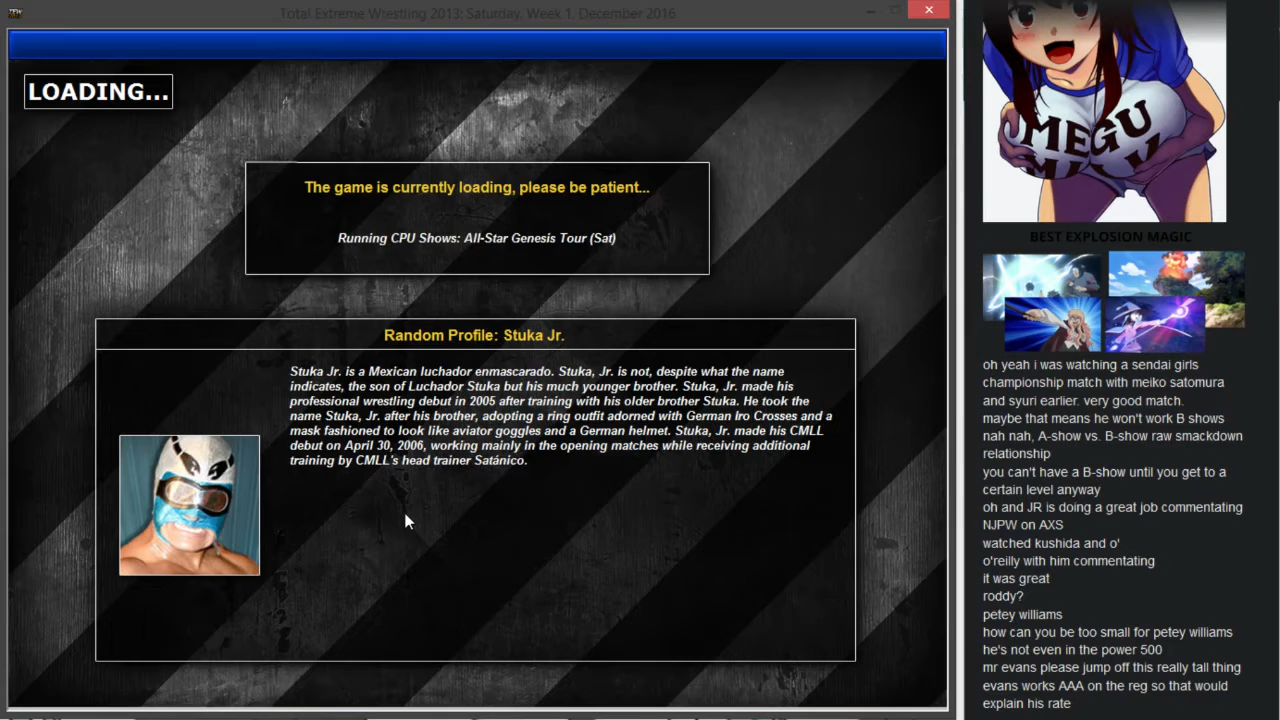 Total Extreme Wrestling 2013: Saturday, Week 1, December 2016
LOADING...
The game is currently loading, please be patient...
Running CPU Shows: All-Star Genesis Tour (Sat)
Random Profile: Stuka Jr.
Stuka Jr. is a Mexican luchador enmascarado. Stuka, Jr. is not, despite what the name
indicates, the son of Luchador Stuka but his much younger brother. Stuka, Jr. made his
professional wrestling debut in 2005 after training with his older brother Stuka. He took the
name Stuka, Jr. after his brother, adopting a ring outfit adorned with German Iro Crosses and a
mask fashioned to look like aviator goggles and a German helmet. Stuka, Jr. made his CMLL
debut on April 30, 2006, working mainly in the opening matches while receiving additional
training by CMLL's head trainer Satánico.
MEGU
BEST EXPLOSION MAGIC
oh yeah i was watching a sendai girls
championship match with meiko satomura
and syuri earlier. very good match.
maybe that means he won't work B shows
nah nah, A-show vs. B-show raw smackdown
relationship
you can't have a B-show until you get to a
certain level anyway
oh and JR is doing a great job commentating
NJPW on AXS
watched kushida and o'
o'reilly with him commentating
it was great
roddy?
petey williams
how can you be too small for petey williams
he's not even in the power 500
mr evans please jump off this really tall thing
evans works AAA on the reg so that would
explain his rate